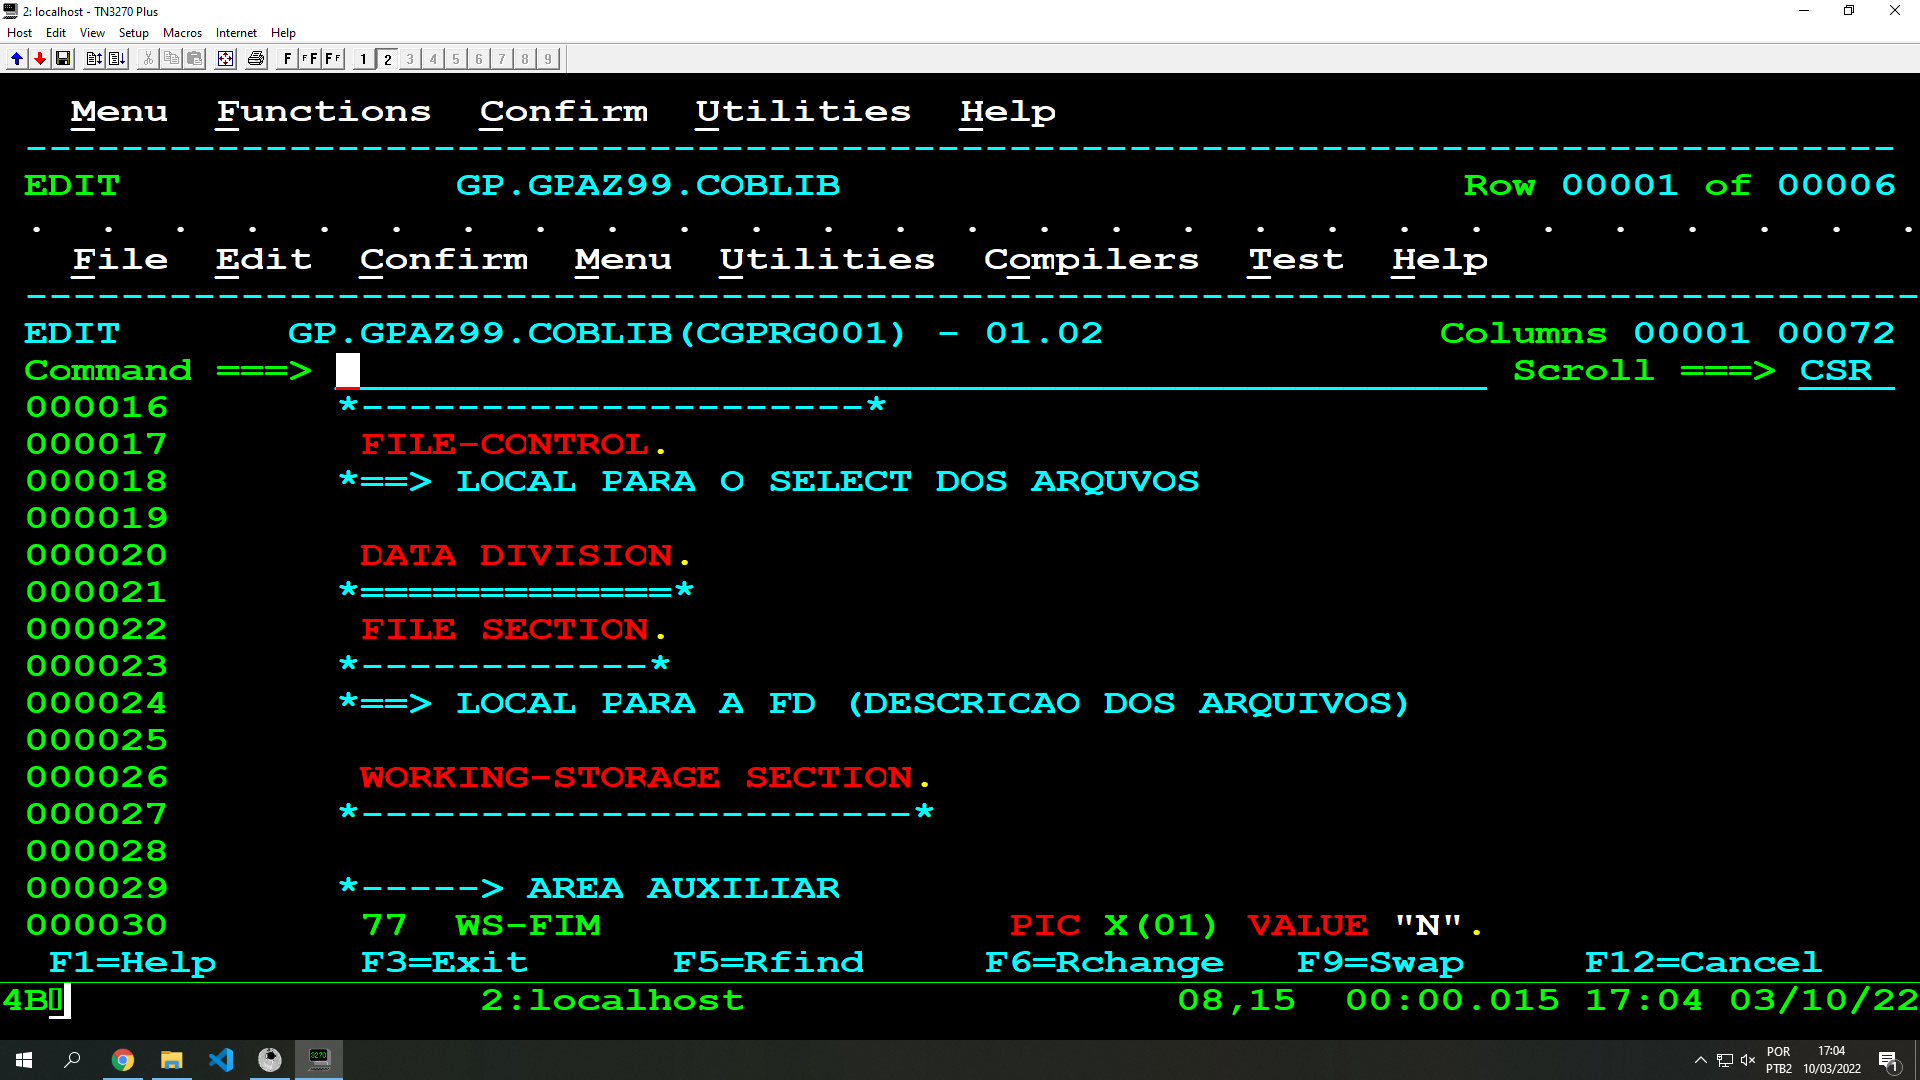 2: localhost - TN3270 Plus
Host Edit View Setup Macros Internet Help
F FF FF 1 2 3 4 5 6 7 8 9
Menu Functions Confirm Utilities Help
------------------------------------------------------------------------------
EDIT GP.GPAZ99.COBLIB Row 00001 of 00006
. . . . . . . . . . . . . . . . . . . . . . . . . . .
File Edit Confirm Menu Utilities Compilers Test Help
-------------------------------------------------------------------------------
EDIT GP.GPAZ99.COBLIB(CGPRG001) - 01.02 Columns 00001 00072
Command ===> Scroll ===> CSR
000016 *---------------------*
000017 FILE-CONTROL.
000018 *==> LOCAL PARA O SELECT DOS ARQUVOS
000019
000020 DATA DIVISION.
000021 *=============*
000022 FILE SECTION.
000023 *------------*
000024 *==> LOCAL PARA A FD (DESCRICAO DOS ARQUIVOS)
000025
000026 WORKING-STORAGE SECTION.
000027 *-----------------------*
000028
000029 *-----> AREA AUXILIAR
000030 77 WS-FIM PIC X(01) VALUE "N".
F1=Help F3=Exit F5=Rfind F6=Rchange F9=Swap F12=Cancel
4B 2:localhost 08,15 00:00.015 17:04 03/10/22
3270
POR
PTB2
17:04
10/03/2022
1